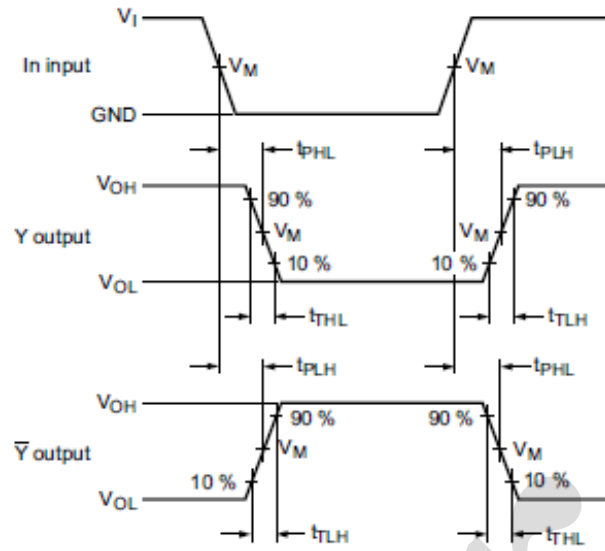 VI
In input
VM
VM
GND
tPHL
tPLH
VOH
90 %
90 %
Y output
VM
VM
10 %
10 %
VOL
tTHL
tTLH
tPLH
tPHL
VOH
90 %
90 %
Y̅ output
VM
VM
10 %
10 %
VOL
tTLH
tTHL